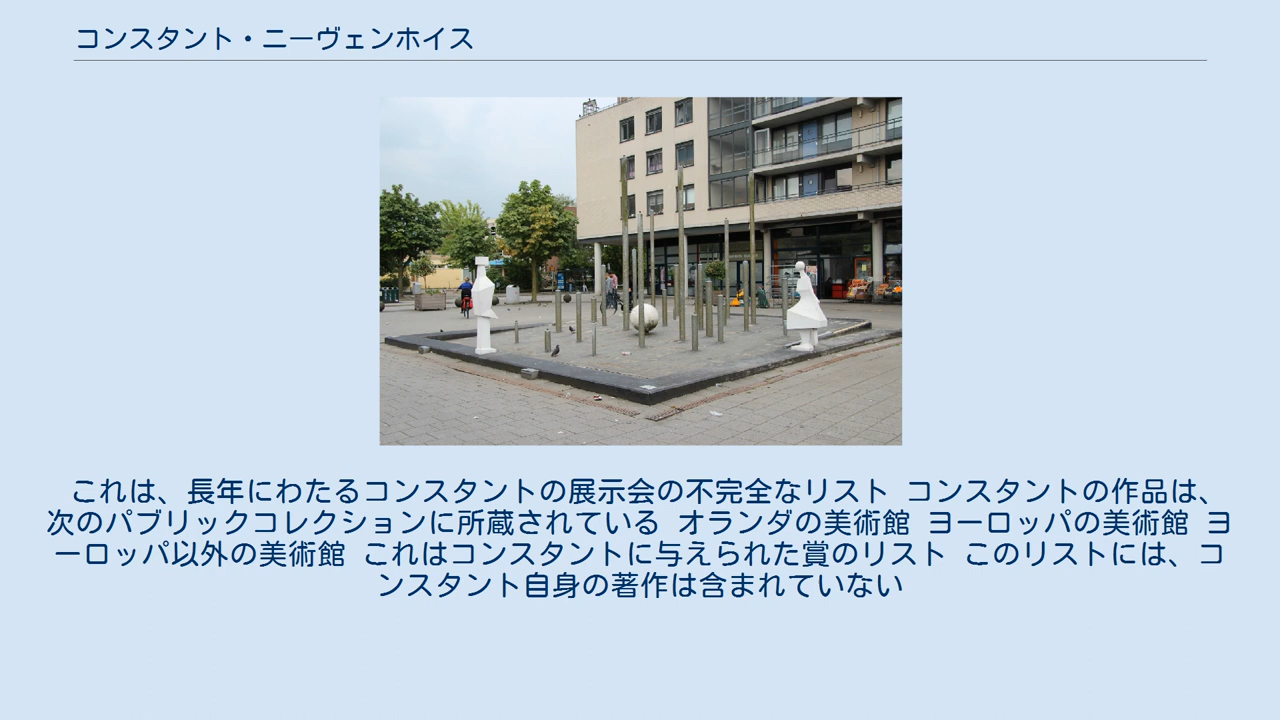 コンスタント・ニーヴェンホイス
これは、長年にわたるコンスタントの展示会の不完全なリスト コンスタントの作品は、
次のパブリックコレクションに所蔵されている オランダの美術館 ヨーロッパの美術館 ヨ
ーロッパ以外の美術館 これはコンスタントに与えられた賞のリスト このリストには、コ
ンスタント自身の著作は含まれていない